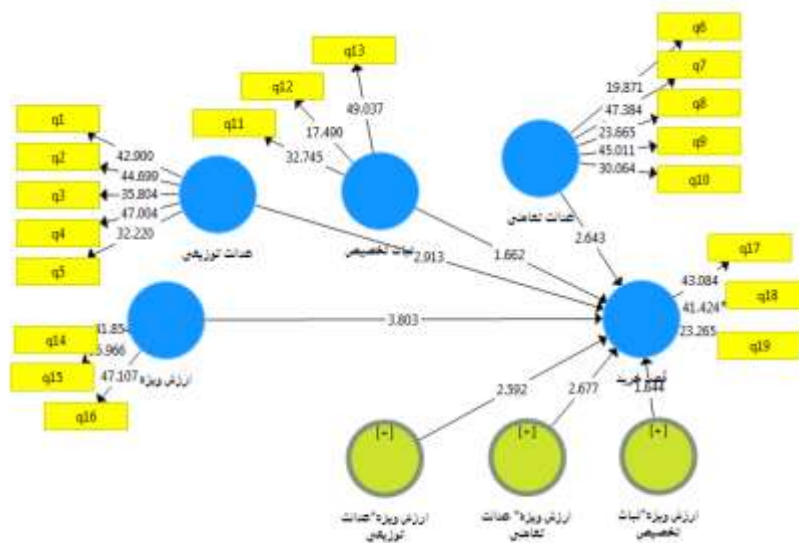 q13
q12
q11
49.037
17.490
32.745
q6
q7
q8
q9
q10
19.871
47.384
23.665
45.011
30.064
عدالت تعاملی
2.643
q1
q2
q3
q4
q5
42.900
44.699
35.804
47.004
32.220
عدالت توزیعی
تخصیص
2.913
1.662
q14
q15
q16
47.107
ارزش ویژه
3.803
q17
q18
q19
43.084
41.424
23.265
قصد خرید
2.592
2.677
1.644
[+]
[+]
[+]
ارزش ویژه*عدالت
توزیعی
ارزش ویژه* عدالت
تعاملی
ارزش ویژه*ثبات
تخصیص